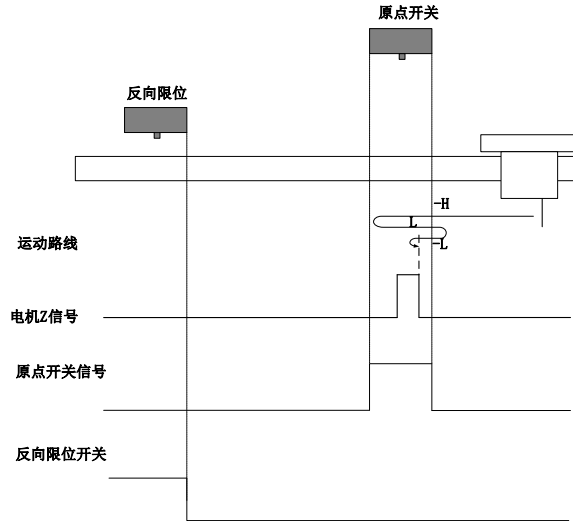 原点开关
反向限位
-H
L
运动路线
-L
电机Z信号
原点开关信号
反向限位开关